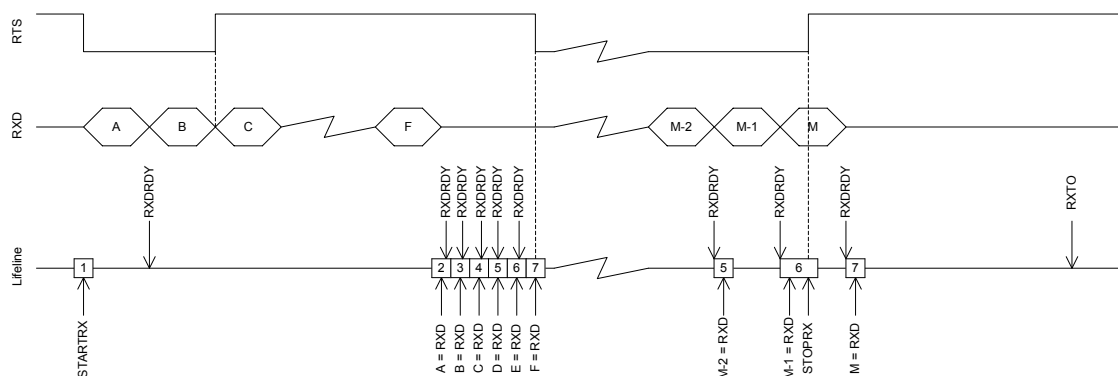 RTS
RXD
A
B
C
F
M-2
M-1
M
RXDRDY
RXDRDY
RXDRDY
RXDRDY
RXDRDY
RXDRDY
RXDRDY
RXDRDY
RXDRDY
RXTO
Lifeline
1
2
3
4
5
6
7
5
6
7
STARTRX
A = RXD
B = RXD
C = RXD
D = RXD
E = RXD
F = RXD
M-2 = RXD
M-1 = RXD
STOPRX
M = RXD